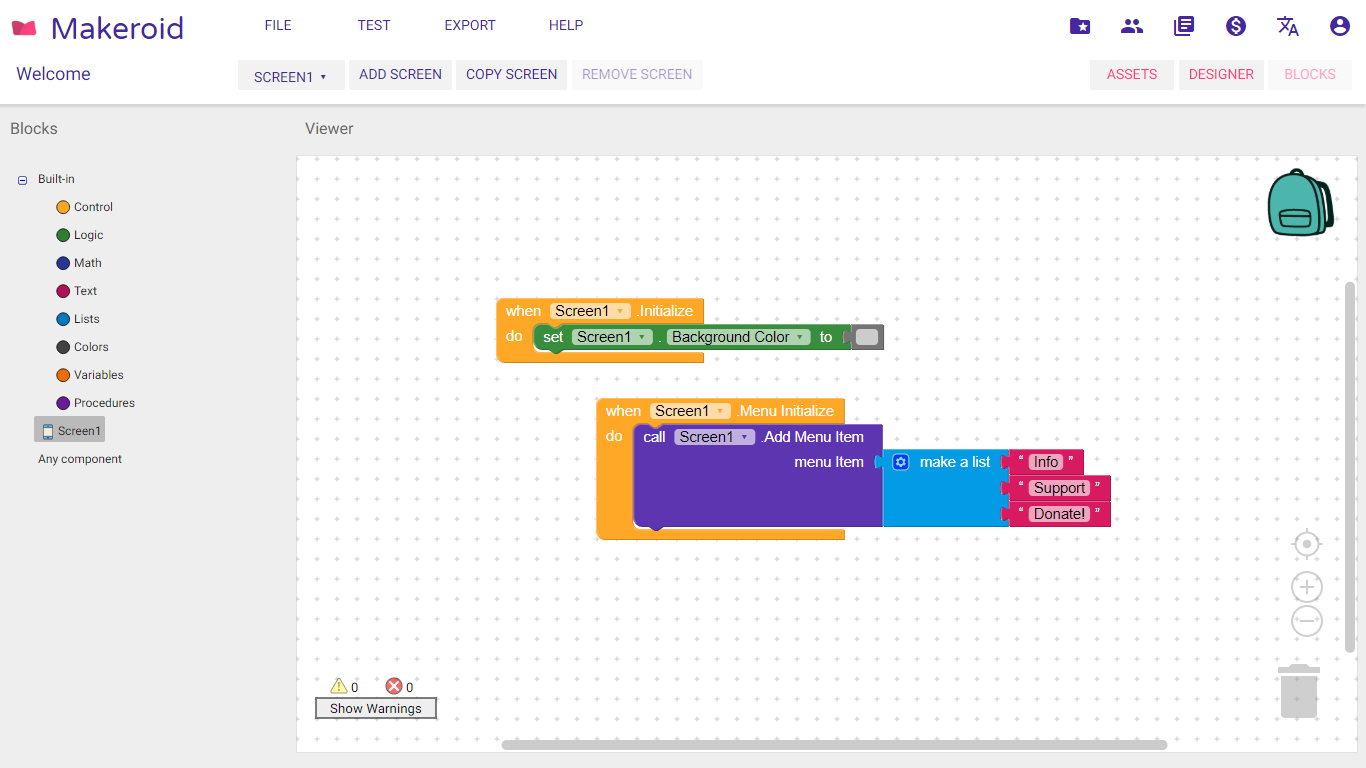 Makeroid
FILE TEST EXPORT HELP
Welcome
SCREEN1 ▾ ADD SCREEN COPY SCREEN REMOVE SCREEN
ASSETS DESIGNER BLOCKS
Blocks
Built-in
Control
Logic
Math
Text
Lists
Colors
Variables
Procedures
Screen1
Any component
Viewer
when Screen1 .Initialize
do set Screen1 . Background Color to
when Screen1 .Menu Initialize
do call Screen1 .Add Menu Item
menu Item make a list “ Info ”
“ Support ”
“ Donate! ”
0 0
Show Warnings